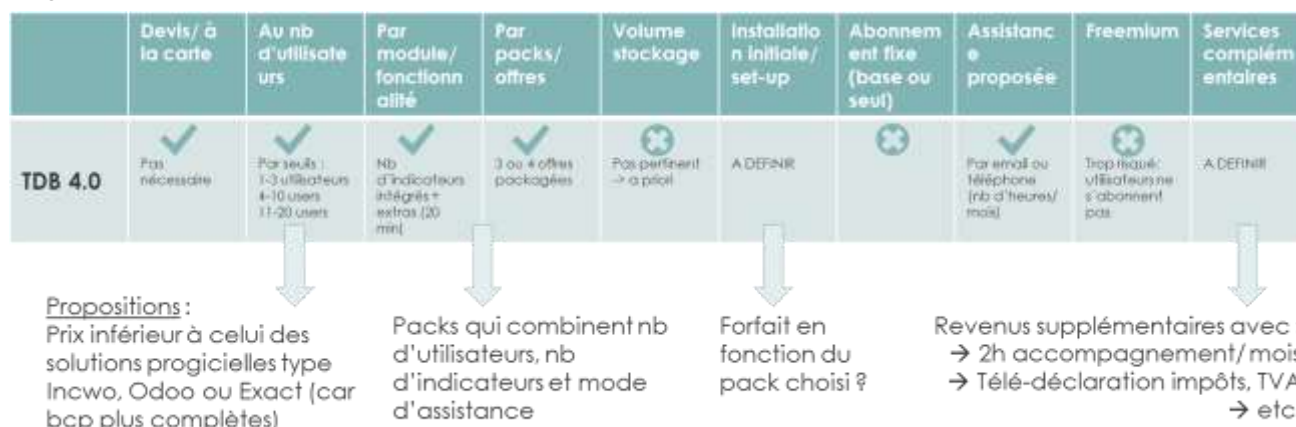 Devis/ à
la carte
Au nb
d'utilisate
urs
Par
module/
fonctionn
alité
Par
packs/
offres
Volume
stockage
Installatio
n initiale/
set-up
Abonnem
ent fixe
(base ou
seul)
Assistanc
e
proposée
Freemium
Services
complém
entaires
TDB 4.0
Pas
nécessaire
Par seuils :
1-3 utilisateurs
4-10 users
11-20 users
Nb
d'indicateurs
intégrés +
extras (20
min)
3 ou 4 offres
packagées
Pas pertinent
-> a priori
A DEFINIR
Par email ou
téléphone
(nb d'heures/
mois)
Trop risqué:
utilisateurs ne
s'abonnent
pas
A DEFINIR
Propositions :
Prix inférieur à celui des
solutions progicielles type
Incwo, Odoo ou Exact (car
bcp plus complètes)
Packs qui combinent nb
d'utilisateurs, nb
d'indicateurs et mode
d'assistance
Forfait en
fonction du
pack choisi ?
Revenus supplémentaires avec
→ 2h accompagnement/ mois
→ Télé-déclaration impôts, TVA
→ etc